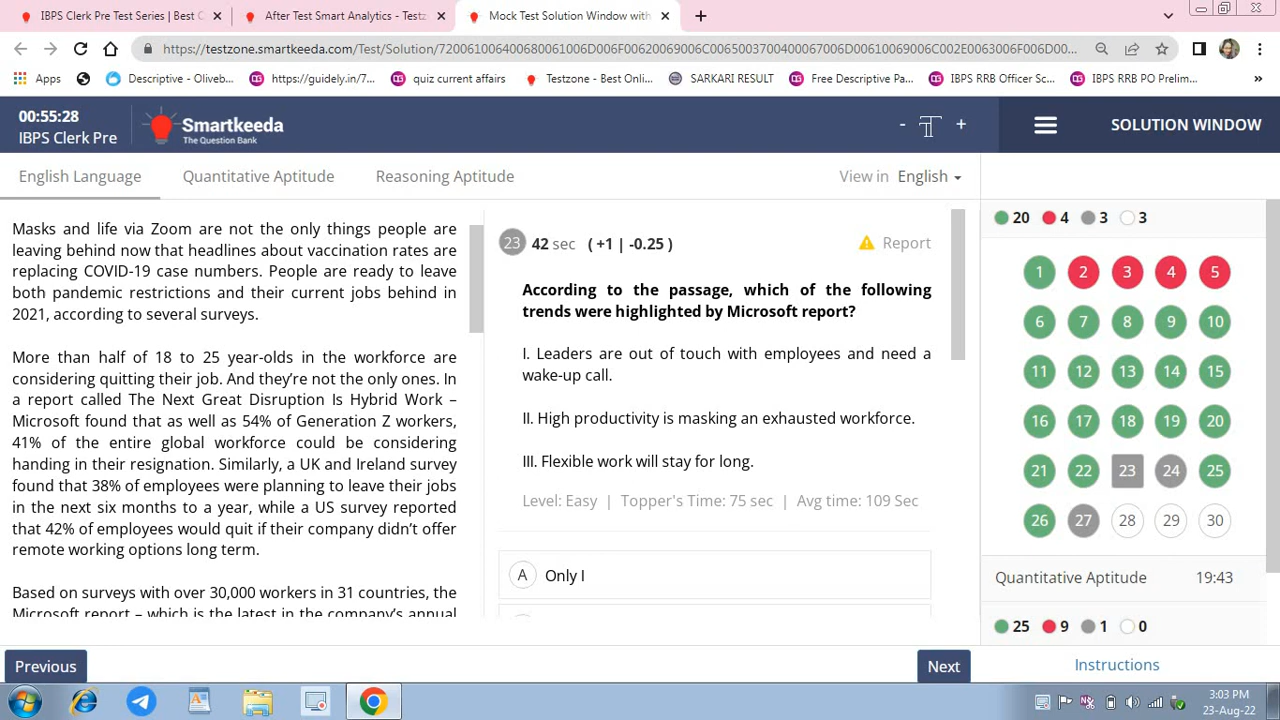 IBPS Clerk Pre Test Series | Best C
After Test Smart Analytics - Testz
Mock Test Solution Window with
https://testzone.smartkeeda.com/Test/Solution/
Apps
Descriptive - Oliveb...
https://guidely.in/7...
quiz current affairs
Testzone - Best Onli...
SARKARI RESULT
Free Descriptive Pa...
IBPS RRB Officer Sc...
IBPS RRB PO Prelim...
»
00:55:28
IBPS Clerk Pre
Smartkeeda
The Question Bank
- T +
SOLUTION WINDOW
English Language
Quantitative Aptitude
Reasoning Aptitude
View in English
Masks and life via Zoom are not the only things people are
leaving behind now that headlines about vaccination rates are
replacing COVID-19 case numbers. People are ready to leave
both pandemic restrictions and their current jobs behind in
2021, according to several surveys.
More than half of 18 to 25 year-olds in the workforce are
considering quitting their job. And they're not the only ones. In
a report called The Next Great Disruption Is Hybrid Work –
Microsoft found that as well as 54% of Generation Z workers,
41% of the entire global workforce could be considering
handing in their resignation. Similarly, a UK and Ireland survey
found that 38% of employees were planning to leave their jobs
in the next six months to a year, while a US survey reported
that 42% of employees would quit if their company didn't offer
remote working options long term.
Based on surveys with over 30,000 workers in 31 countries, the
Microsoft report – which is the latest in the company's annual
23 42 sec ( +1 | -0.25 )
Report
According to the passage, which of the following
trends were highlighted by Microsoft report?
I. Leaders are out of touch with employees and need a
wake-up call.
II. High productivity is masking an exhausted workforce.
III. Flexible work will stay for long.
Level: Easy | Topper's Time: 75 sec | Avg time: 109 Sec
A Only I
20 4 3 3
1 2 3 4 5
6 7 8 9 10
11 12 13 14 15
16 17 18 19 20
21 22 23 24 25
26 27 28 29 30
Quantitative Aptitude 19:43
25 9 1 0
Previous
Next
Instructions
3:03 PM
23-Aug-22